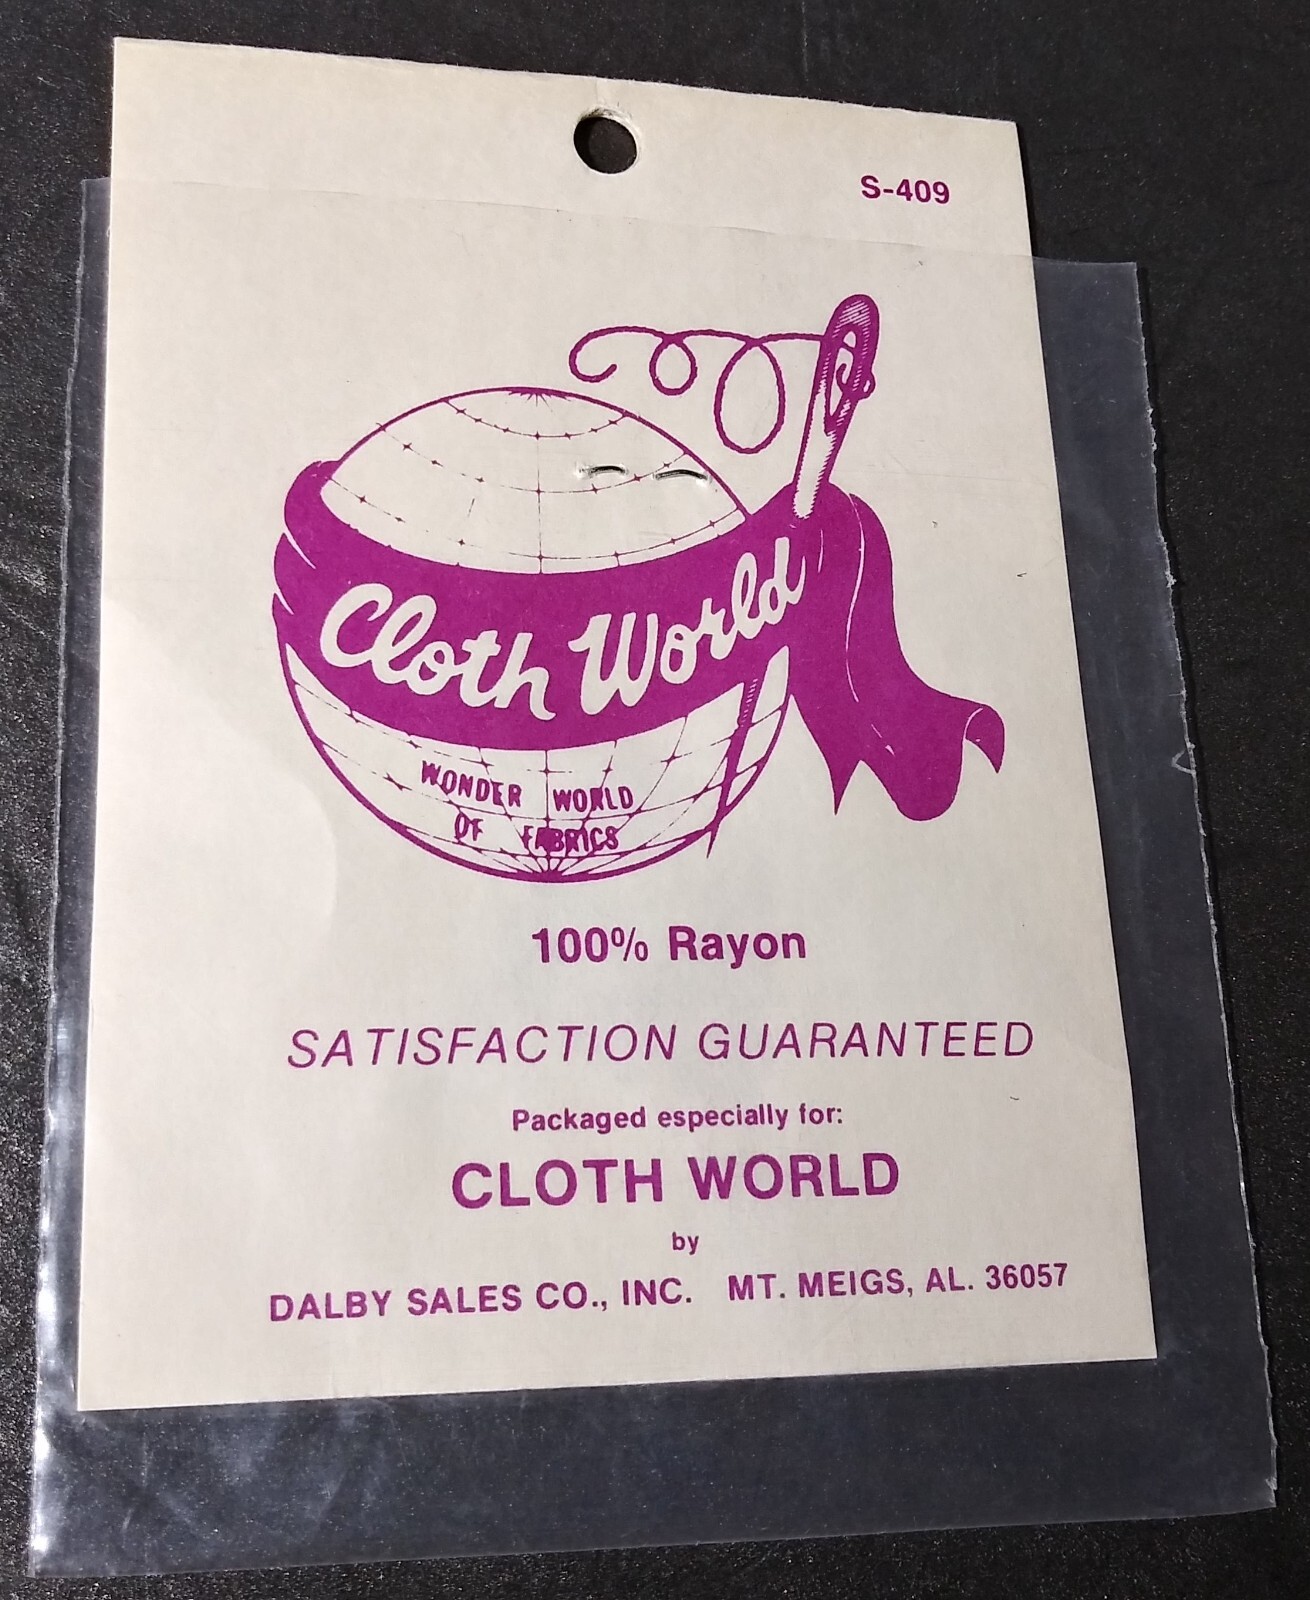 S-409
Cloth World
WONDER WORLD
OF FABRICS
100% Rayon
SATISFACTION GUARANTEED
Packaged especially for:
CLOTH WORLD
by
DALBY SALES CO., INC. MT. MEIGS, AL. 36057